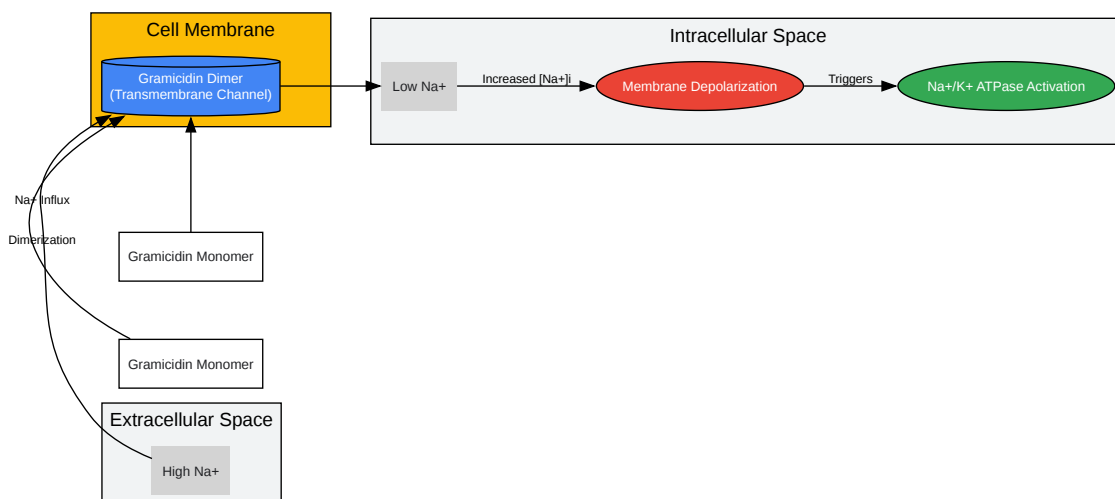 Cell Membrane
Gramicidin Dimer
(Transmembrane Channel)
Intracellular Space
Low Na+
Increased [Na+]i
Membrane Depolarization
Triggers
Na+/K+ ATPase Activation
Na+ Influx
Dimerization
Gramicidin Monomer
Gramicidin Monomer
Extracellular Space
High Na+